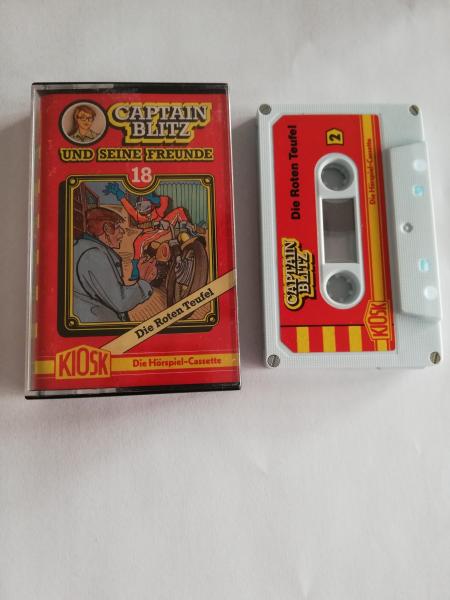 CAPTAIN
BLITZ
UND SEINE FREUNDE
18
Die Roten Teufel
KIOSK
Die Hörspiel-Cassette
CAPTAIN
BLITZ
Die Roten Teufel
2
KIOSK
Die Hörspiel-Cassette